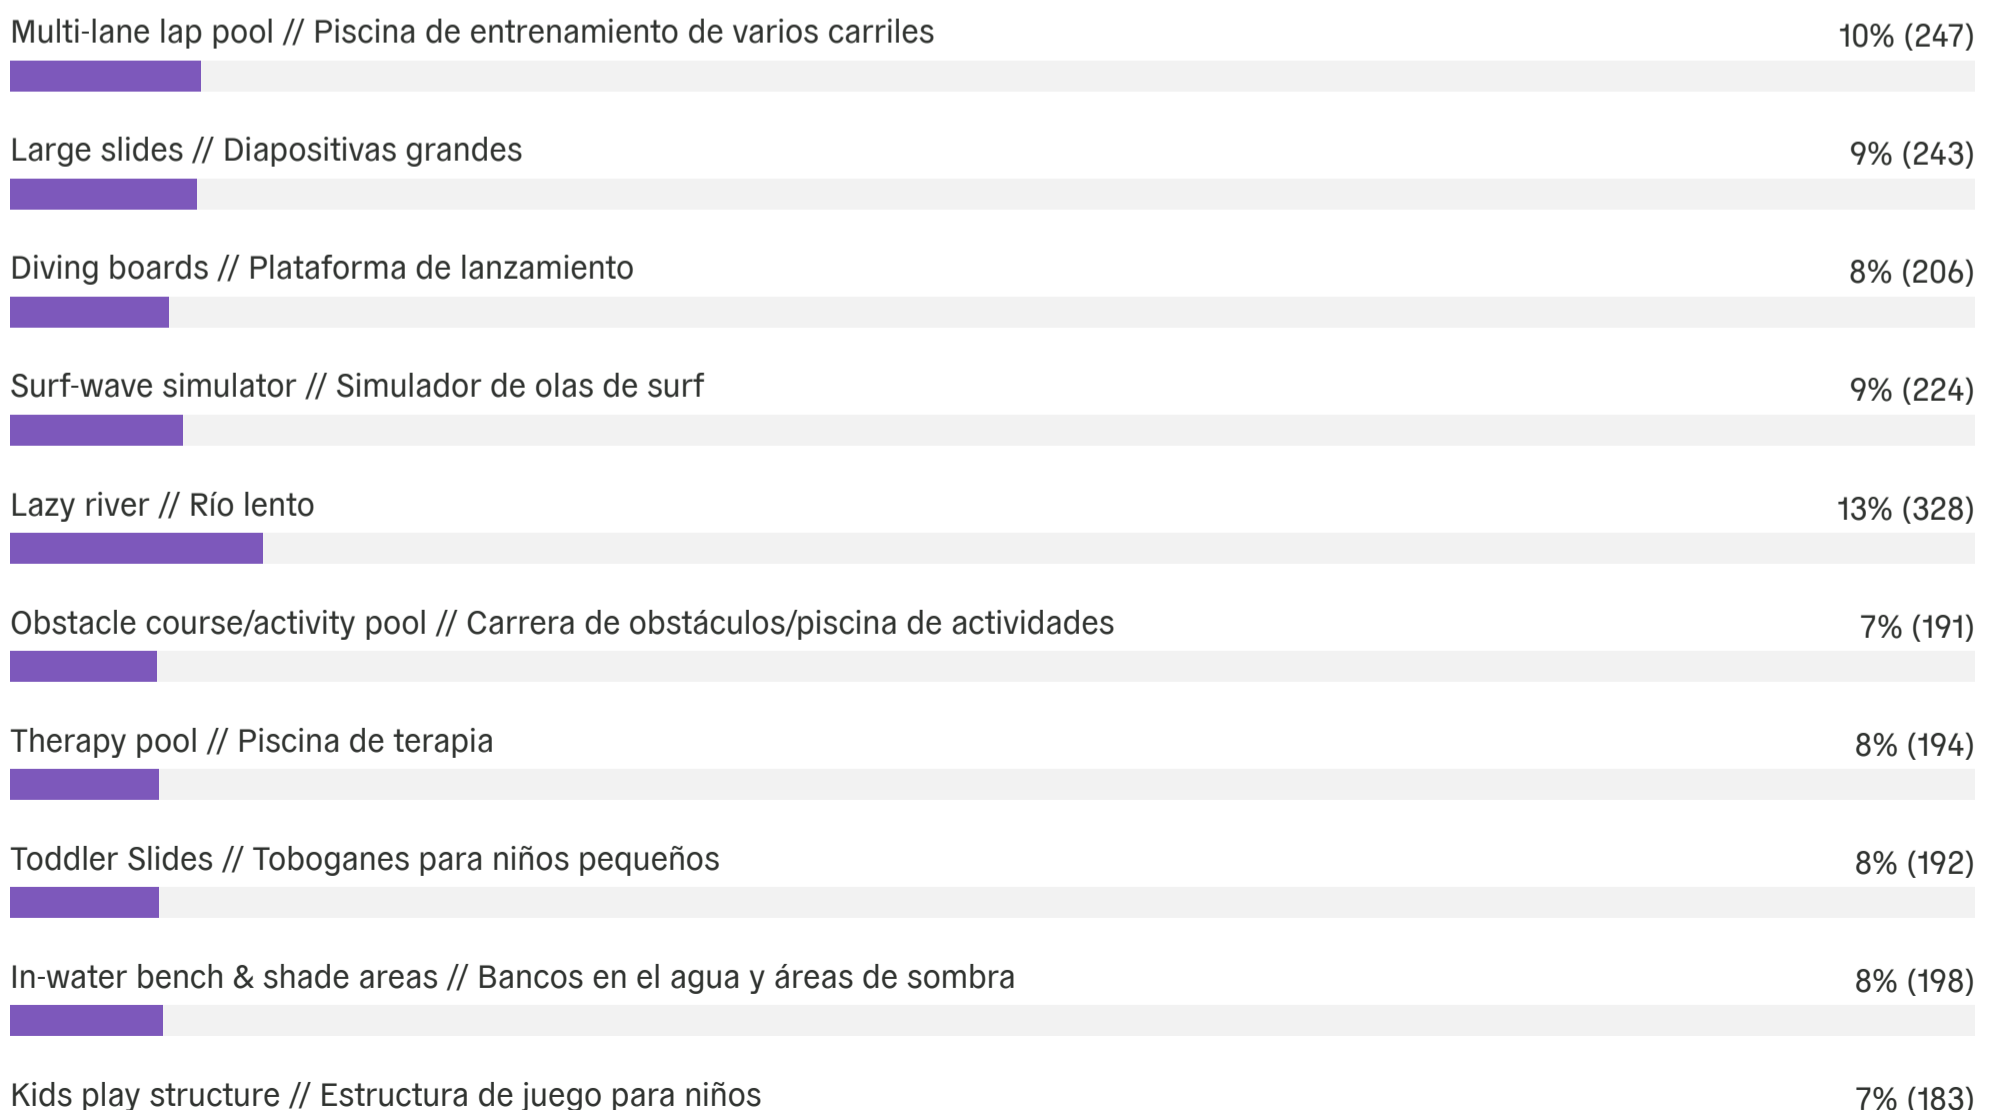 Multi-lane lap pool // Piscina de entrenamiento de varios carriles 10% (247)
Large slides // Diapositivas grandes 9% (243)
Diving boards // Plataforma de lanzamiento 8% (206)
Surf-wave simulator // Simulador de olas de surf 9% (224)
Lazy river // Río lento 13% (328)
Obstacle course/activity pool // Carrera de obstáculos/piscina de actividades 7% (191)
Therapy pool // Piscina de terapia 8% (194)
Toddler Slides // Toboganes para niños pequeños 8% (192)
In-water bench & shade areas // Bancos en el agua y áreas de sombra 8% (198)
Kids play structure // Estructura de juego para niños 7% (183)